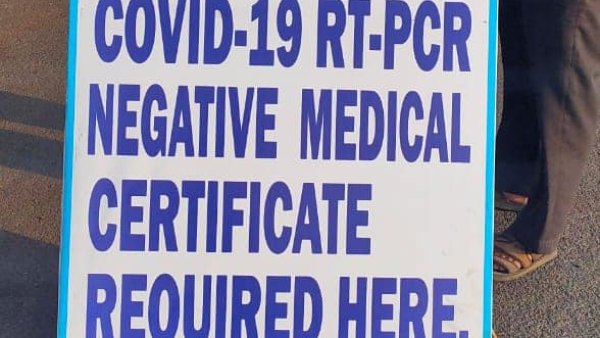 COVID-19 RT-PCR
NEGATIVE MEDICAL
CERTIFICATE
REQUIRED HERE.